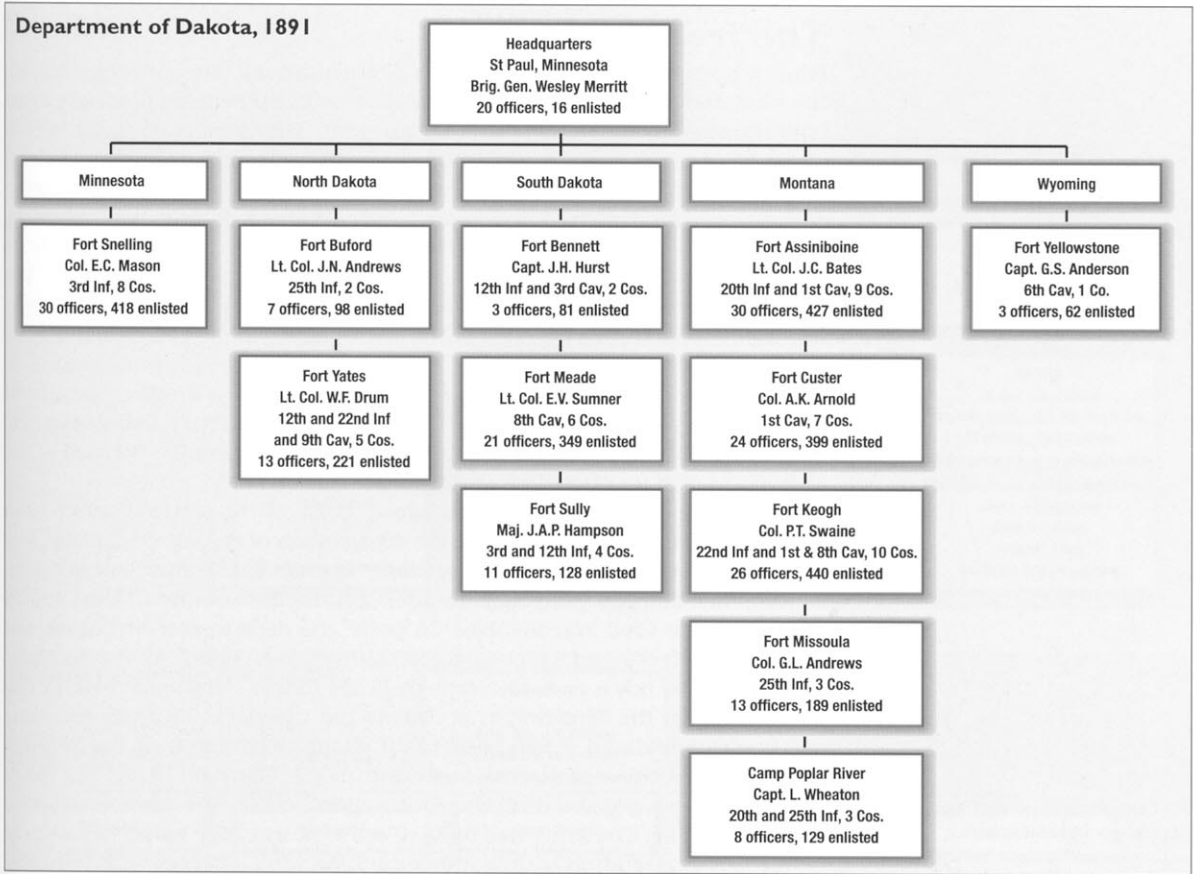 Department of Dakota, 1891
Headquarters
St Paul, Minnesota
Brig. Gen. Wesley Merritt
20 officers, 16 enlisted
Minnesota
Fort Snelling
Col. E.C. Mason
3rd Inf, 8 Cos.
30 officers, 418 enlisted
North Dakota
Fort Buford
Lt. Col. J.N. Andrews
25th Inf, 2 Cos.
7 officers, 98 enlisted
Fort Yates
Lt. Col. W.F. Drum
12th and 22nd Inf
and 9th Cav, 5 Cos.
13 officers, 221 enlisted
South Dakota
Fort Bennett
Capt. J.H. Hurst
12th Inf and 3rd Cav, 2 Cos.
3 officers, 81 enlisted
Fort Meade
Lt. Col. E.V. Sumner
8th Cav, 6 Cos.
21 officers, 349 enlisted
Fort Sully
Maj. J.A.P. Hampson
3rd and 12th Inf, 4 Cos.
11 officers, 128 enlisted
Montana
Fort Assiniboine
Lt. Col. J.C. Bates
20th Inf and 1st Cav, 9 Cos.
30 officers, 427 enlisted
Fort Custer
Col. A.K. Arnold
1st Cav, 7 Cos.
24 officers, 399 enlisted
Fort Keogh
Col. P.T. Swaine
22nd Inf and 1st & 8th Cav, 10 Cos.
26 officers, 440 enlisted
Fort Missoula
Col. G.L. Andrews
25th Inf, 3 Cos.
13 officers, 189 enlisted
Camp Poplar River
Capt. L. Wheaton
20th and 25th Inf, 3 Cos.
8 officers, 129 enlisted
Wyoming
Fort Yellowstone
Capt. G.S. Anderson
6th Cav, 1 Co.
3 officers, 62 enlisted